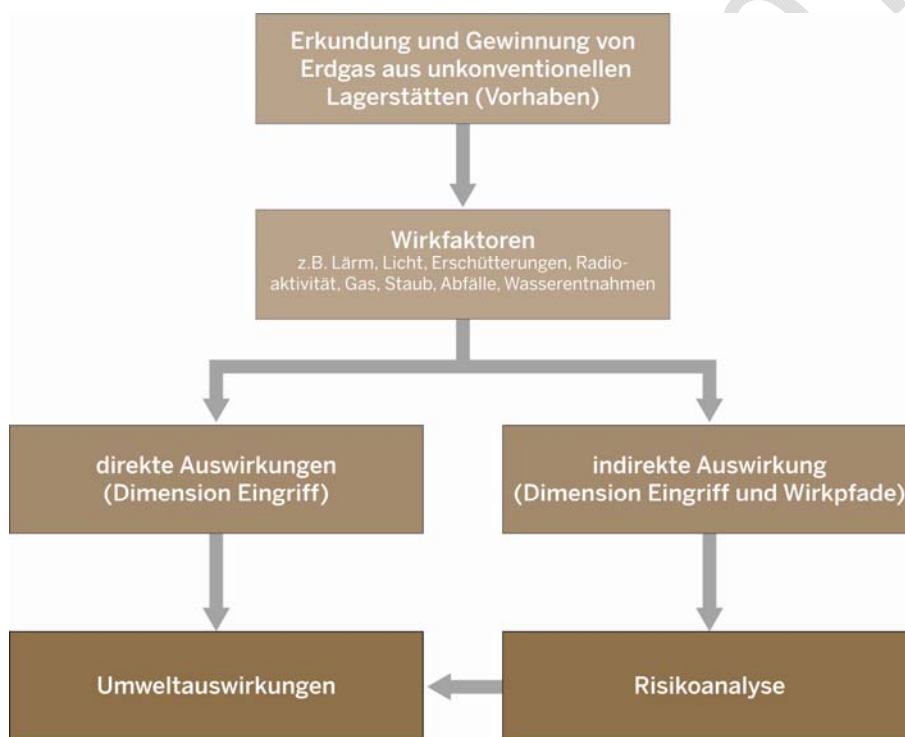 Erkundung und Gewinnung von
Erdgas aus unkonventionellen
Lagerstätten (Vorhaben)
Wirkfaktoren
z.B. Lärm, Licht, Erschütterungen, Radio-
aktivität, Gas, Staub, Abfälle, Wasserentnahmen
direkte Auswirkungen
(Dimension Eingriff)
indirekte Auswirkung
(Dimension Eingriff und Wirkpfade)
Umweltauswirkungen
Risikoanalyse